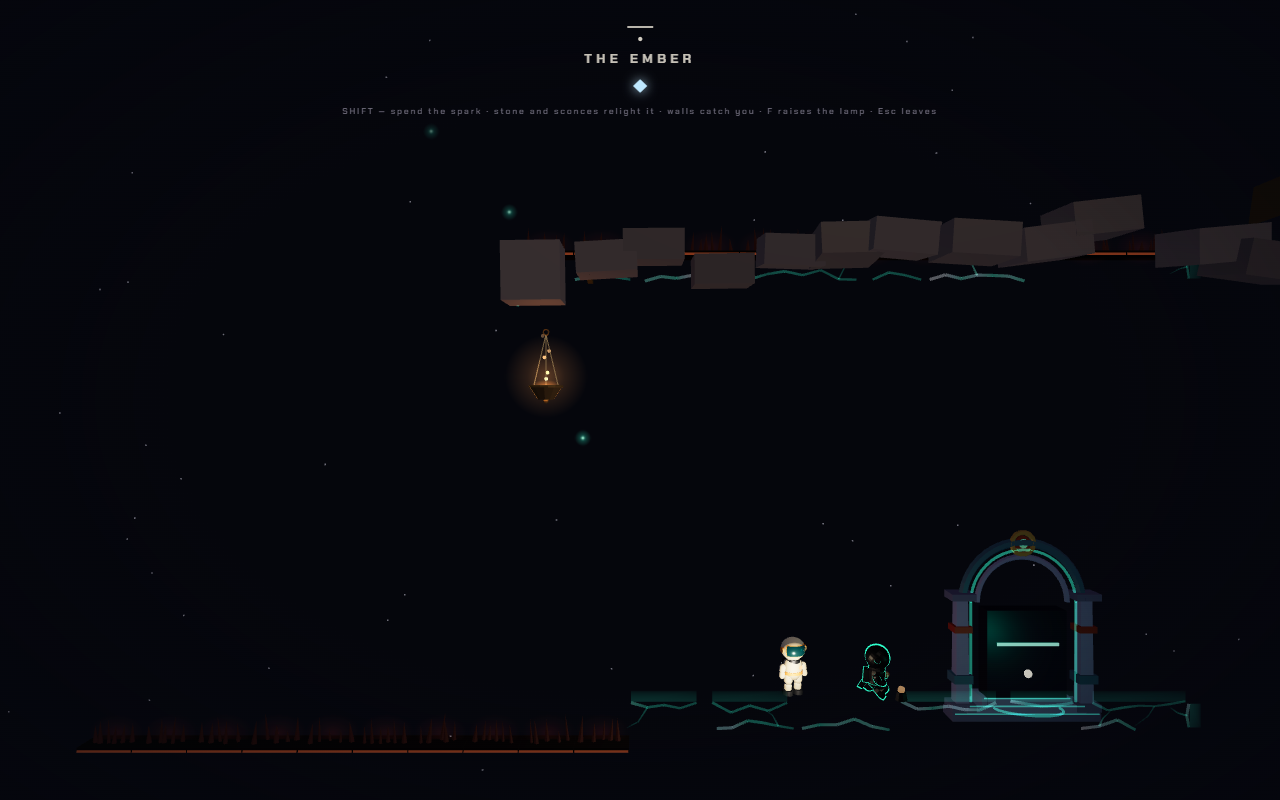 THE EMBER
SHIFT — spend the spark · stone and sconces relight it · walls catch you · F raises the lamp · Esc leaves